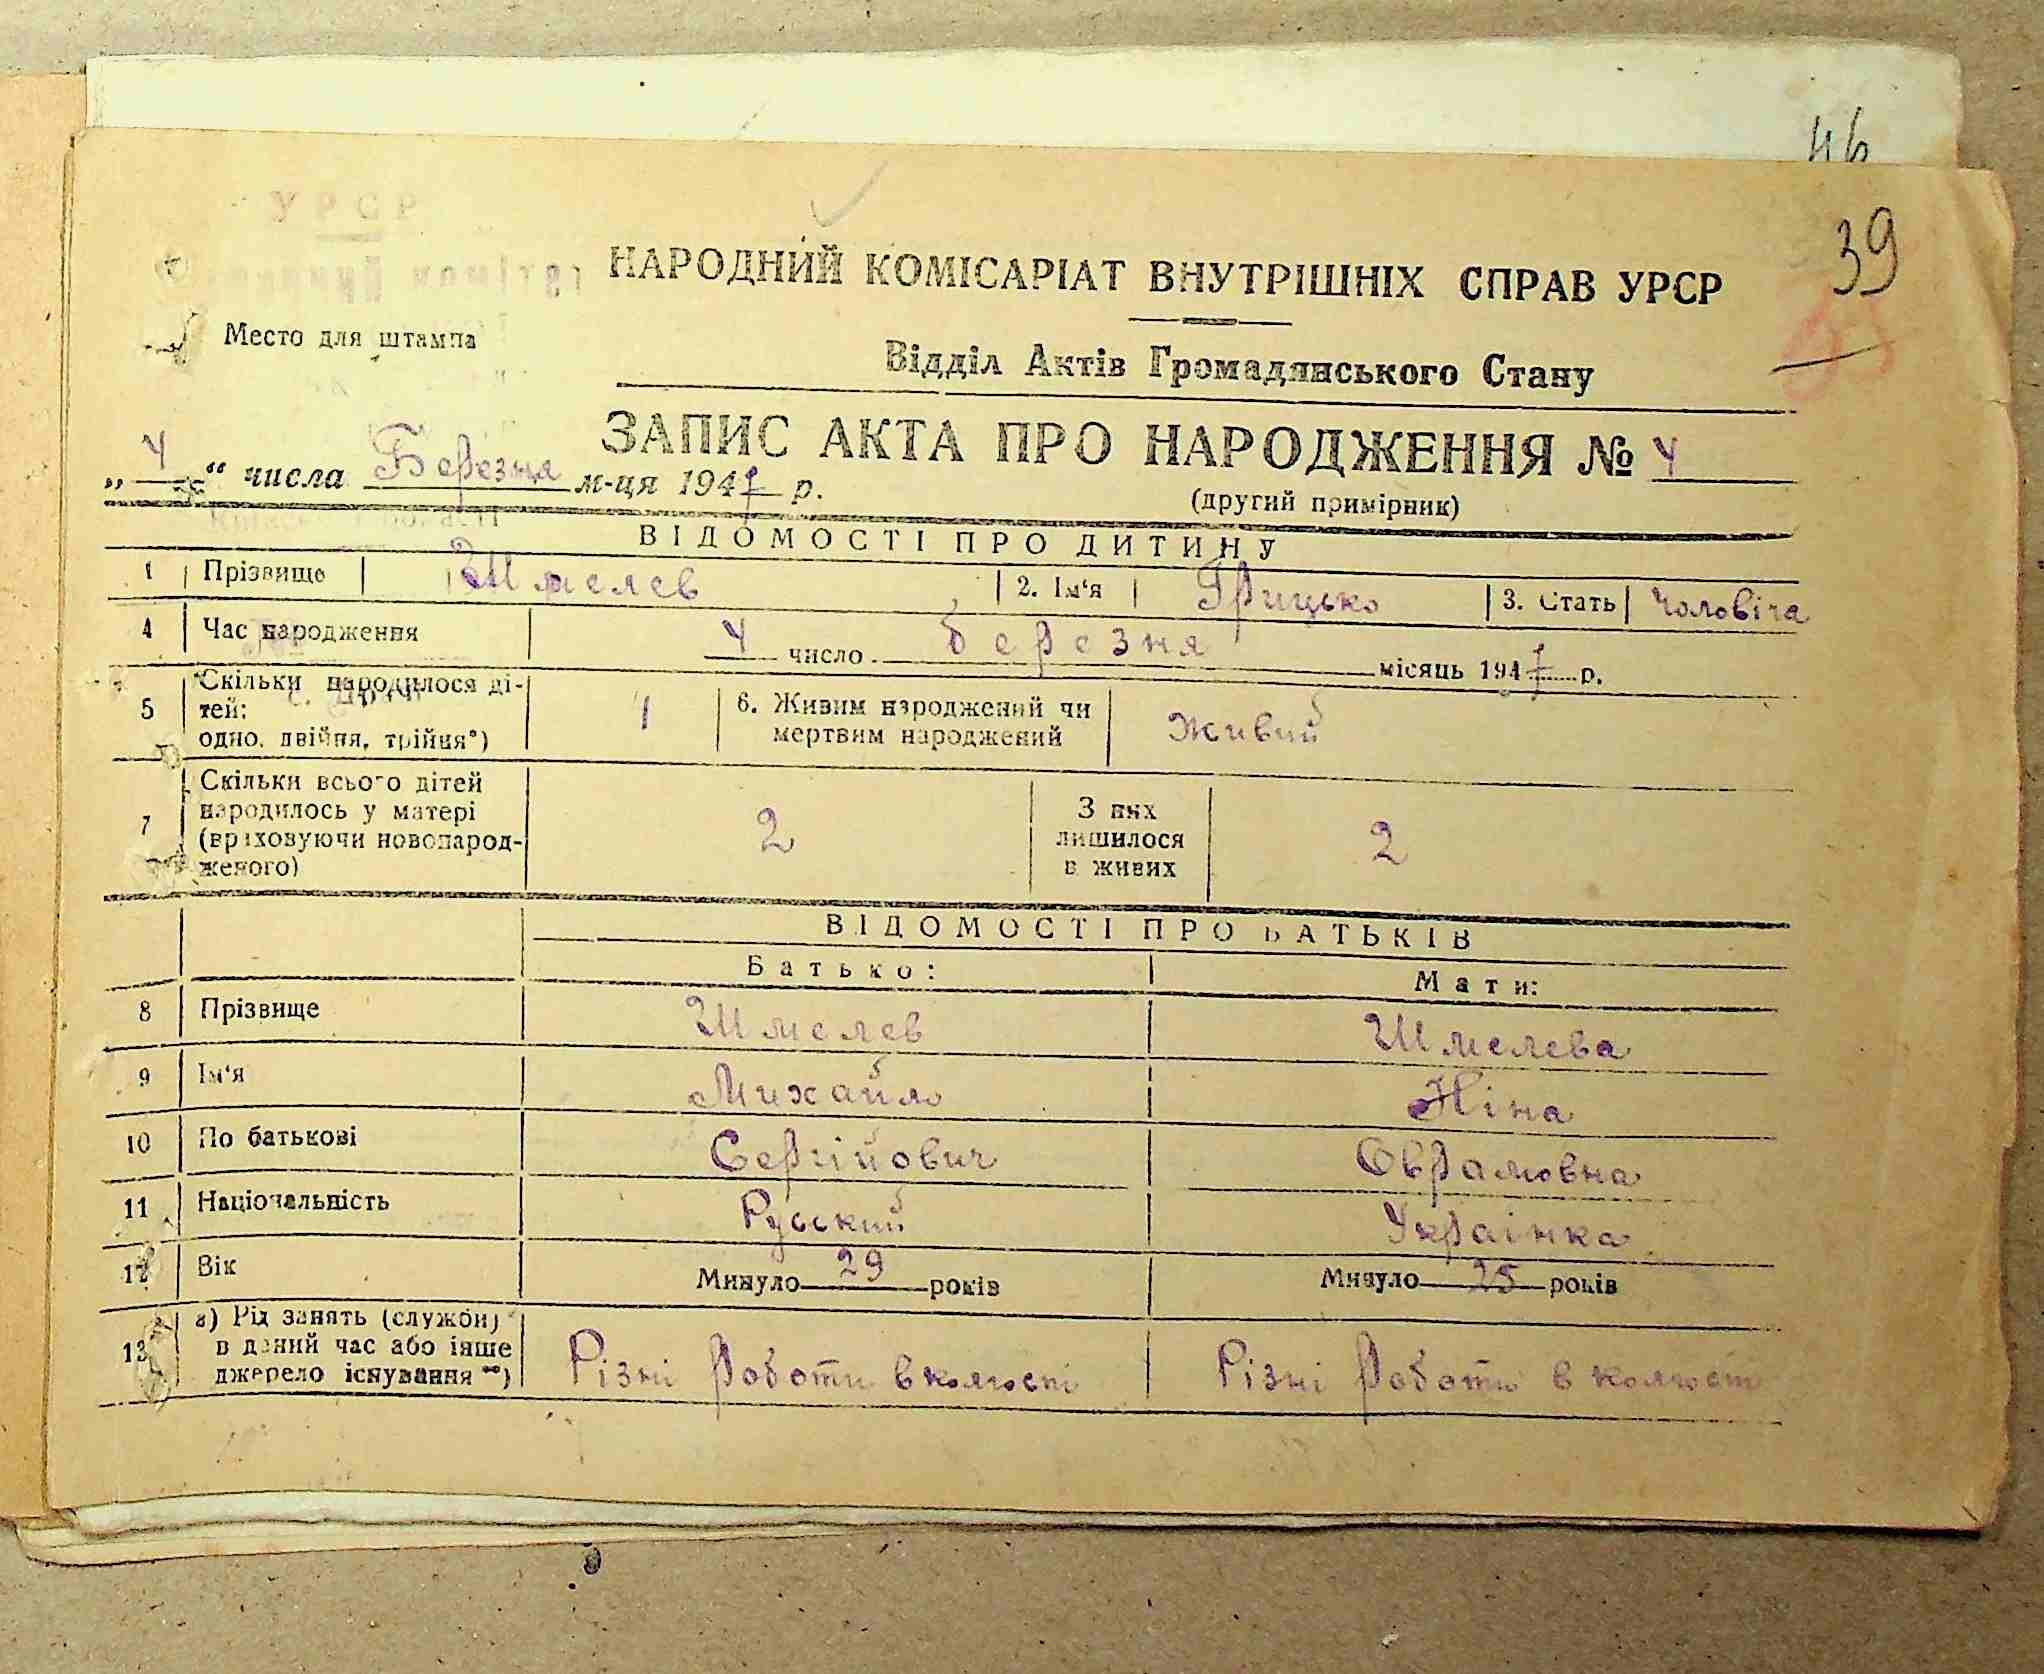 46
39
УРСР
НАРОДНИЙ КОМІСАРІАТ ВНУТРІШНІХ СПРАВ УРСР
Место для штампа
Відділ Актів Громадянського Стану
ЗАПИС АКТА ПРО НАРОДЖЕННЯ № 4
„ 4 “ числа Березня м-ця 1947 р.
(другий примірник)
ВІДОМОСТІ ПРО ДИТИНУ
1 Прізвище Шмелев 2. Ім'я Грицько 3. Стать Чоловіча
4 Час народження 4 число березня місяць 1947 р.
5 Скільки народилося ді-
тей:
одно, двійня, трійня*) 1
6. Живим народжений чи
мертвим народжений Живий
7 Скільки всього дітей
народилось у матері
(враховуючи новонарод-
женого) 2
З них
лишилося
в живих 2
ВІДОМОСТІ ПРО БАТЬКІВ
Батько: Мати:
8 Прізвище Шмелев Шмелева
9 Ім'я Михайло Ніна
10 По батькові Сергійович Оврамовна
11 Національність Русский Украінка
12 Вік Минуло 29 років Минуло 25 років
13 а) Рід занять (служби)
в даний час або інше
джерело існування **) Різні роботи в колгоспі Різні роботи в колгоспі